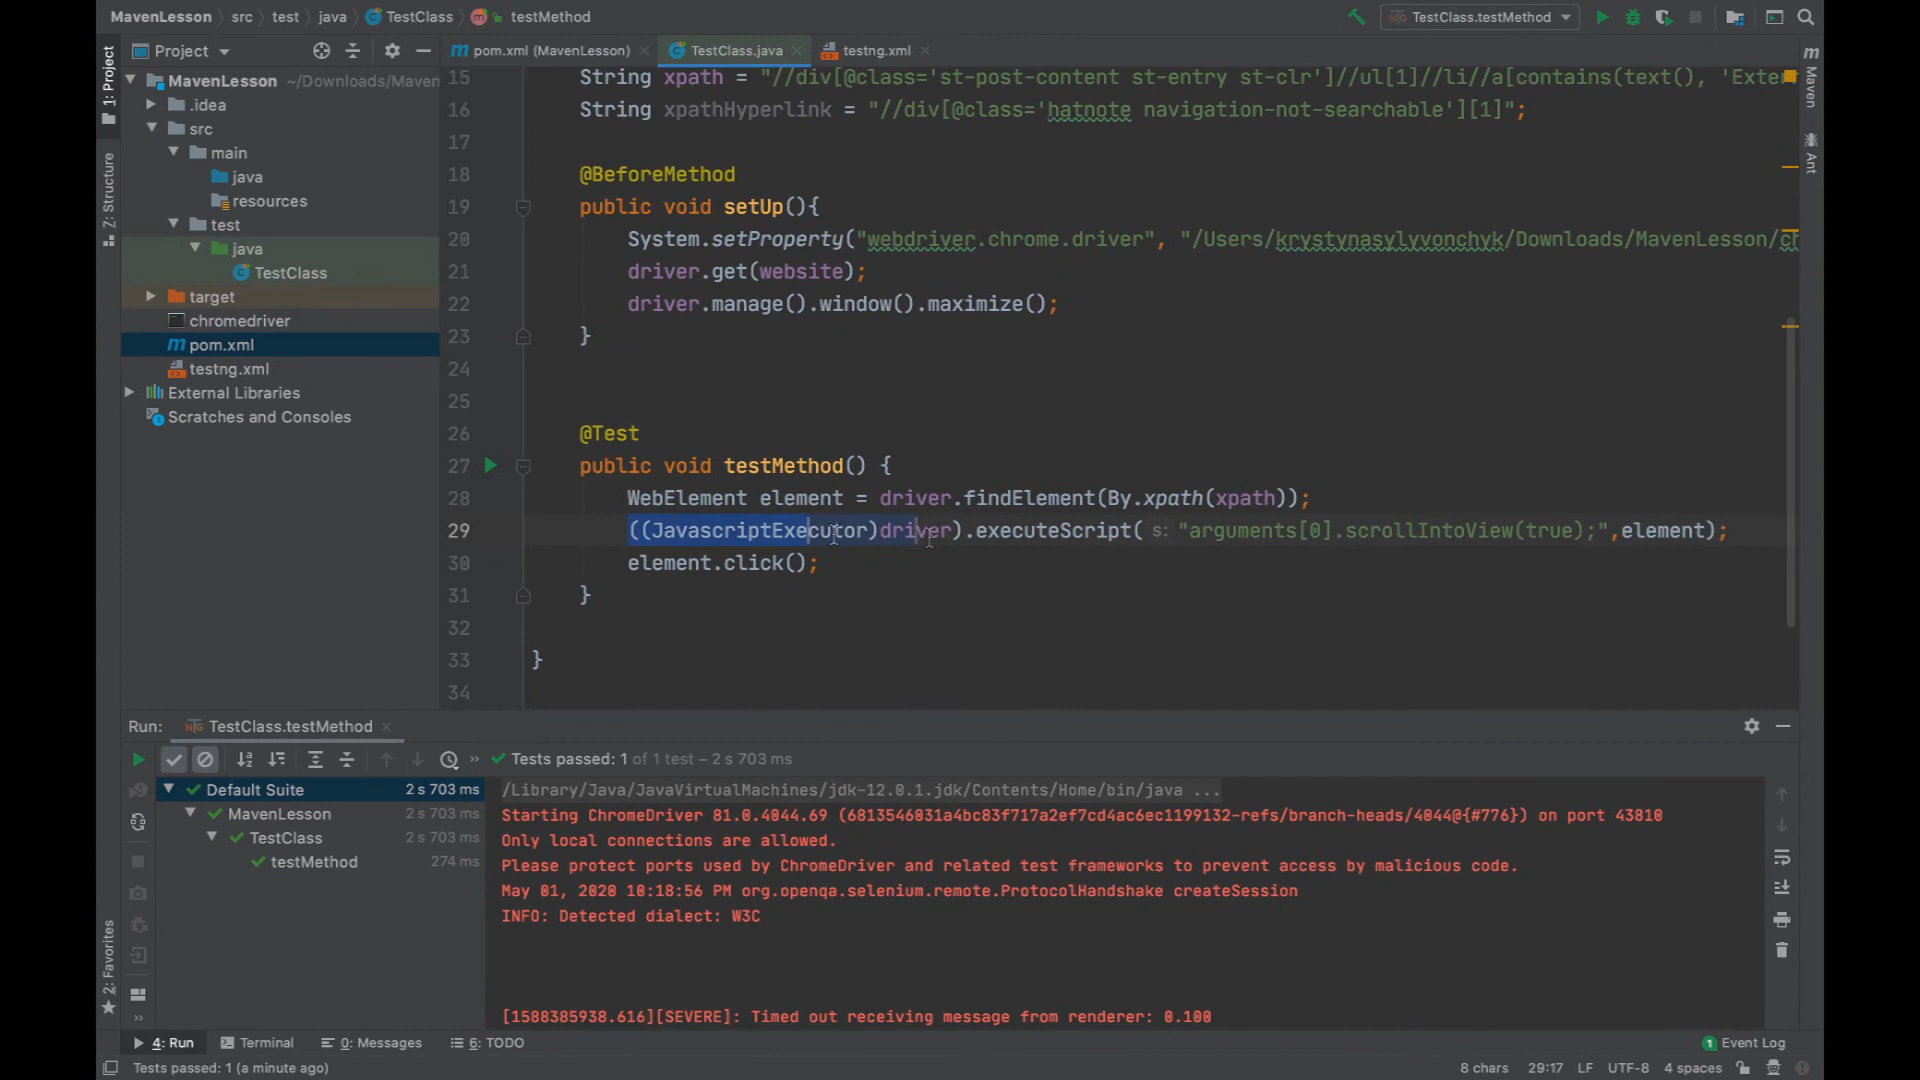 MavenLesson src test java TestClass testMethod TestClass.testMethod
Project pom.xml (MavenLesson) TestClass.java testng.xml
1: Project
Z: Structure
2: Favorites
Maven
Ant
MavenLesson ~/Downloads/Maven
.idea
src
main
java
resources
test
java
TestClass
target
chromedriver
pom.xml
testng.xml
External Libraries
Scratches and Consoles
15 String xpath = "//div[@class='st-post-content st-entry st-clr']//ul[1]//li//a[contains(text(), 'Exter
16 String xpathHyperlink = "//div[@class='hatnote navigation-not-searchable'][1]";
17
18 @BeforeMethod
19 public void setUp(){
20 System.setProperty("webdriver.chrome.driver", "/Users/krystynasylyvonchyk/Downloads/MavenLesson/ch
21 driver.get(website);
22 driver.manage().window().maximize();
23 }
24
25
26 @Test
27 public void testMethod() {
28 WebElement element = driver.findElement(By.xpath(xpath));
29 ((JavascriptExecutor)driver).executeScript( s: "arguments[0].scrollIntoView(true);",element);
30 element.click();
31 }
32
33 }
34
Run: TestClass.testMethod
Tests passed: 1 of 1 test – 2 s 703 ms
Default Suite 2 s 703 ms
MavenLesson 2 s 703 ms
TestClass 2 s 703 ms
testMethod 274 ms
/Library/Java/JavaVirtualMachines/jdk-12.0.1.jdk/Contents/Home/bin/java ...
Starting ChromeDriver 81.0.4044.69 (6813546031a4bc83f717a2ef7cd4ac6ec1199132-refs/branch-heads/4044@{#776}) on port 43810
Only local connections are allowed.
Please protect ports used by ChromeDriver and related test frameworks to prevent access by malicious code.
May 01, 2020 10:18:56 PM org.openqa.selenium.remote.ProtocolHandshake createSession
INFO: Detected dialect: W3C
[1588385938.616][SEVERE]: Timed out receiving message from renderer: 0.100
4: Run Terminal 0: Messages 6: TODO 1 Event Log
Tests passed: 1 (a minute ago) 8 chars 29:17 LF UTF-8 4 spaces